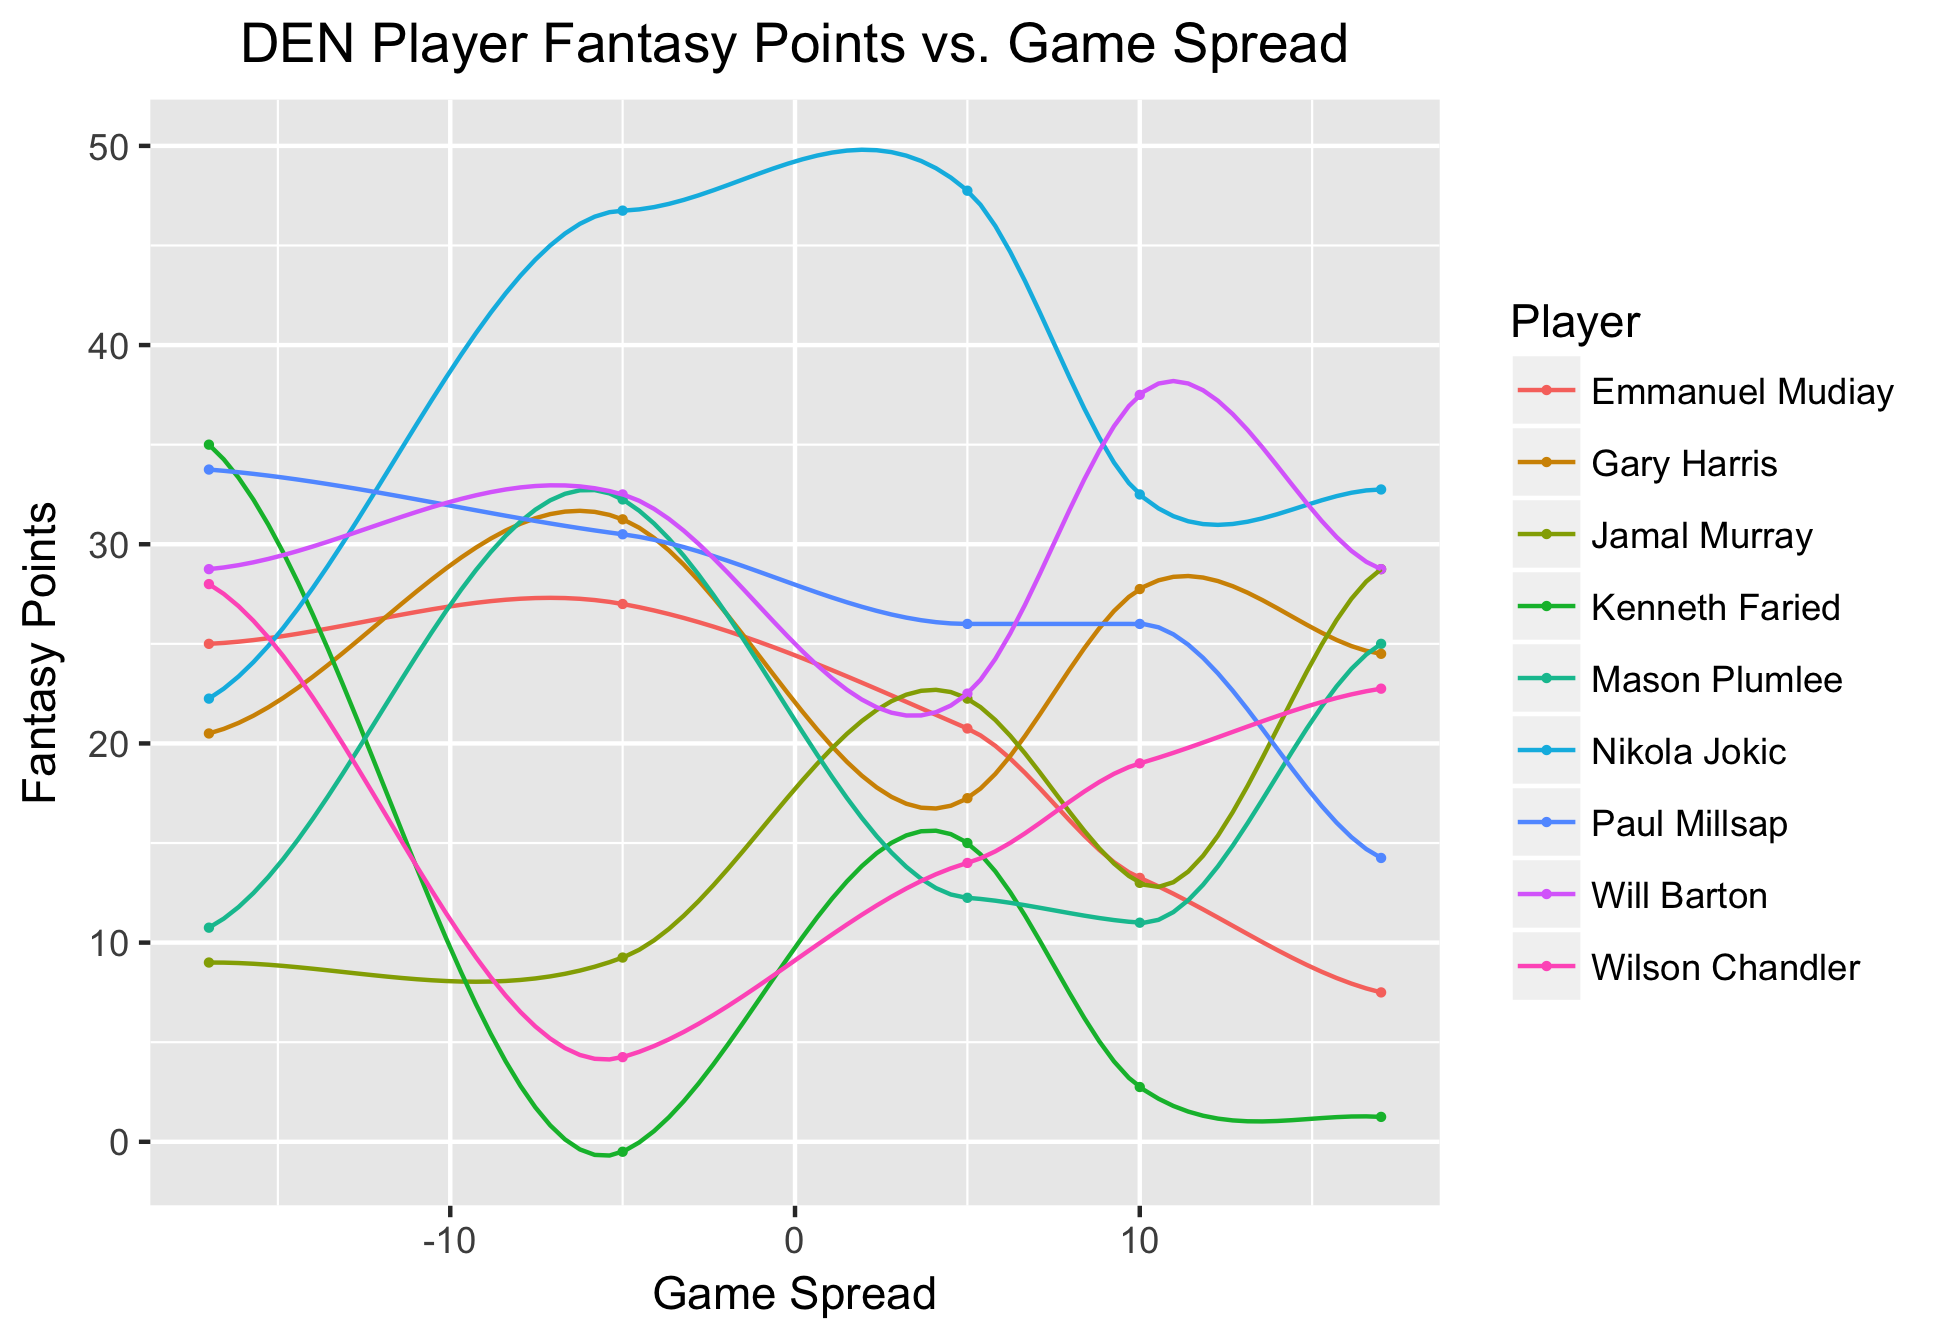 DEN Player Fantasy Points vs. Game Spread
50
40
30
20
10
0
Fantasy Points
-10
0
10
Game Spread
Player
Emmanuel Mudiay
Gary Harris
Jamal Murray
Kenneth Faried
Mason Plumlee
Nikola Jokic
Paul Millsap
Will Barton
Wilson Chandler